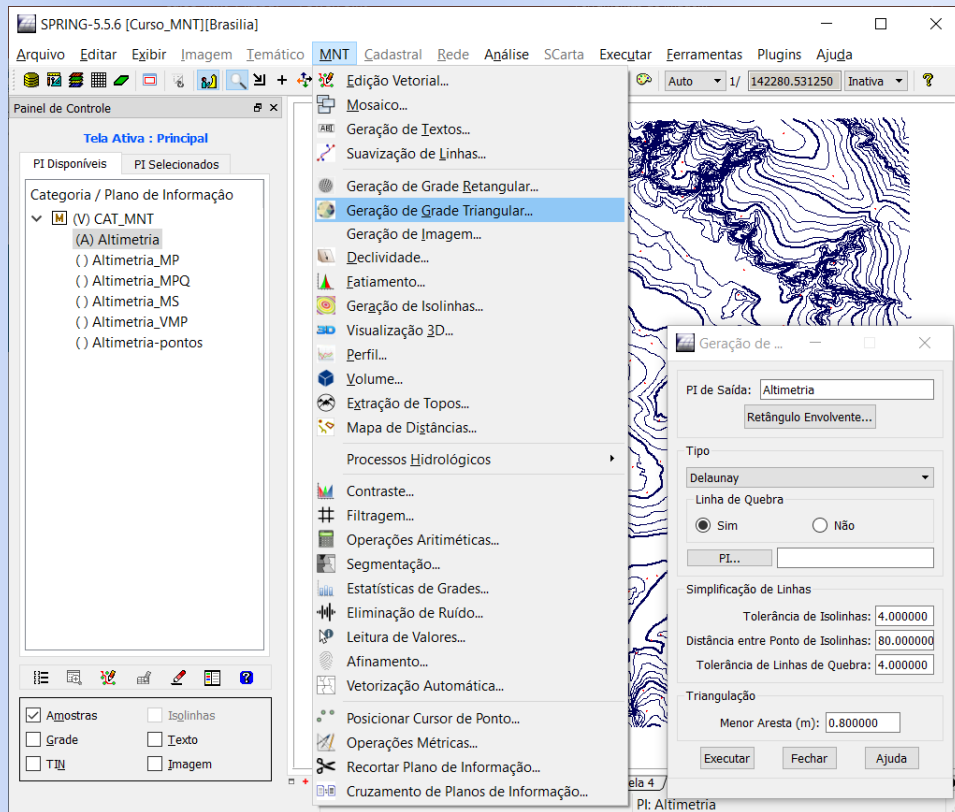 SPRING-5.5.6 [Curso_MNT][Brasilia]
Arquivo Editar Exibir Imagem Temático MNT Cadastral Rede Análise SCarta Executar Ferramentas Plugins Ajuda
Auto 1/ 142280.531250 Inativa
Painel de Controle
Tela Ativa : Principal
PI Disponíveis PI Selecionados
Categoria / Plano de Informação
M (V) CAT_MNT
(A) Altimetria
( ) Altimetria_MP
( ) Altimetria_MPQ
( ) Altimetria_MS
( ) Altimetria_VMP
( ) Altimetria-pontos
Amostras Isolinhas
Grade Texto
TIN Imagem
Edição Vetorial...
Mosaico...
Geração de Textos...
Suavização de Linhas...
Geração de Grade Retangular...
Geração de Grade Triangular...
Geração de Imagem...
Declividade...
Fatiamento...
Geração de Isolinhas...
3D Visualização 3D...
Perfil...
Volume...
Extração de Topos...
Mapa de Distâncias...
Processos Hidrológicos
Contraste...
Filtragem...
Operações Aritiméticas...
Segmentação...
Estatísticas de Grades...
Eliminação de Ruído...
Leitura de Valores...
Afinamento...
Vetorização Automática...
Posicionar Cursor de Ponto...
Operações Métricas...
Recortar Plano de Informação...
Cruzamento de Planos de Informação...
Geração de ...
PI de Saída: Altimetria
Retângulo Envolvente...
Tipo
Delaunay
Linha de Quebra
Sim Não
PI...
Simplificação de Linhas
Tolerância de Isolinhas: 4.000000
Distância entre Ponto de Isolinhas: 80.000000
Tolerância de Linhas de Quebra: 4.000000
Triangulação
Menor Aresta (m): 0.800000
Executar Fechar Ajuda
ela 4
PI: Altimetria